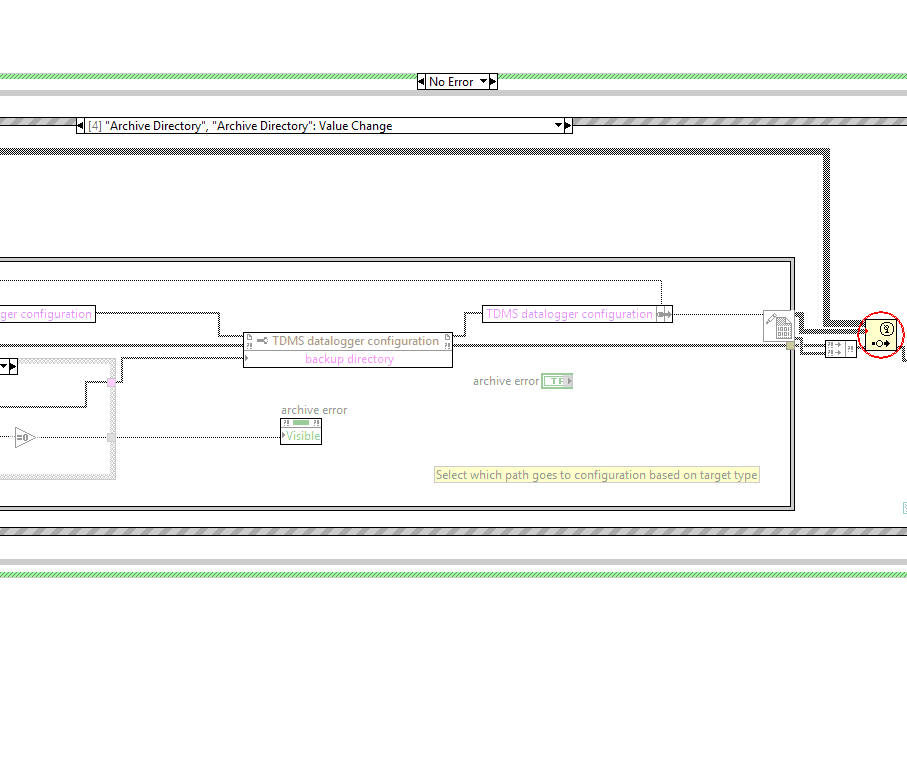 No Error
[4] "Archive Directory", "Archive Directory": Value Change
ger configuration
TDMS datalogger configuration
TDMS datalogger configuration
backup directory
archive error
archive error
Visible
=0
Select which path goes to configuration based on target type